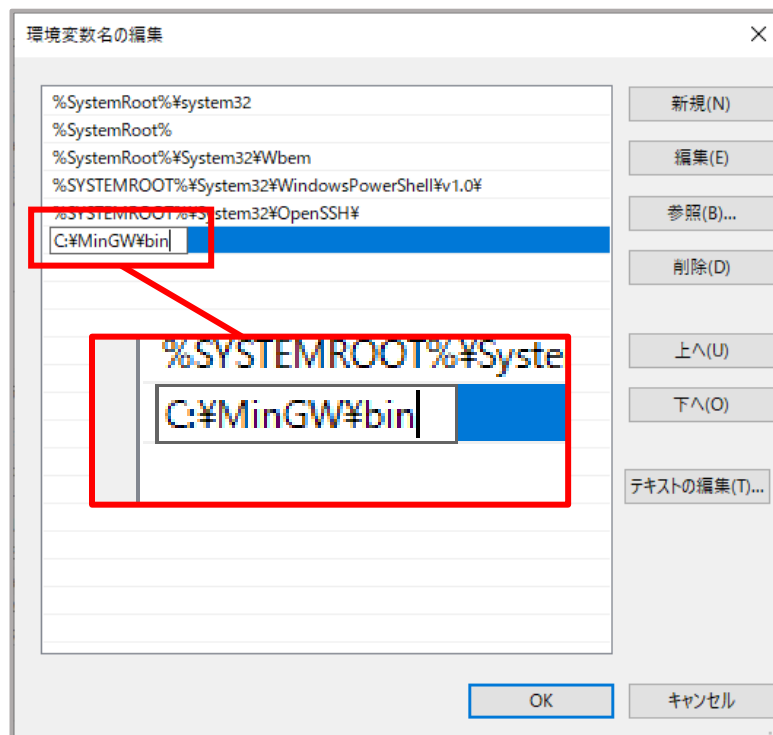 環境変数名の編集
%SystemRoot%¥system32
%SystemRoot%
%SystemRoot%¥System32¥Wbem
%SYSTEMROOT%¥System32¥WindowsPowerShell¥v1.0¥
%SYSTEMROOT%¥System32¥OpenSSH¥
C:¥MinGW¥bin
%SYSTEMROOT%¥Syste
C:¥MinGW¥bin
新規(N)
編集(E)
参照(B)...
削除(D)
上へ(U)
下へ(O)
テキストの編集(T)...
OK
キャンセル